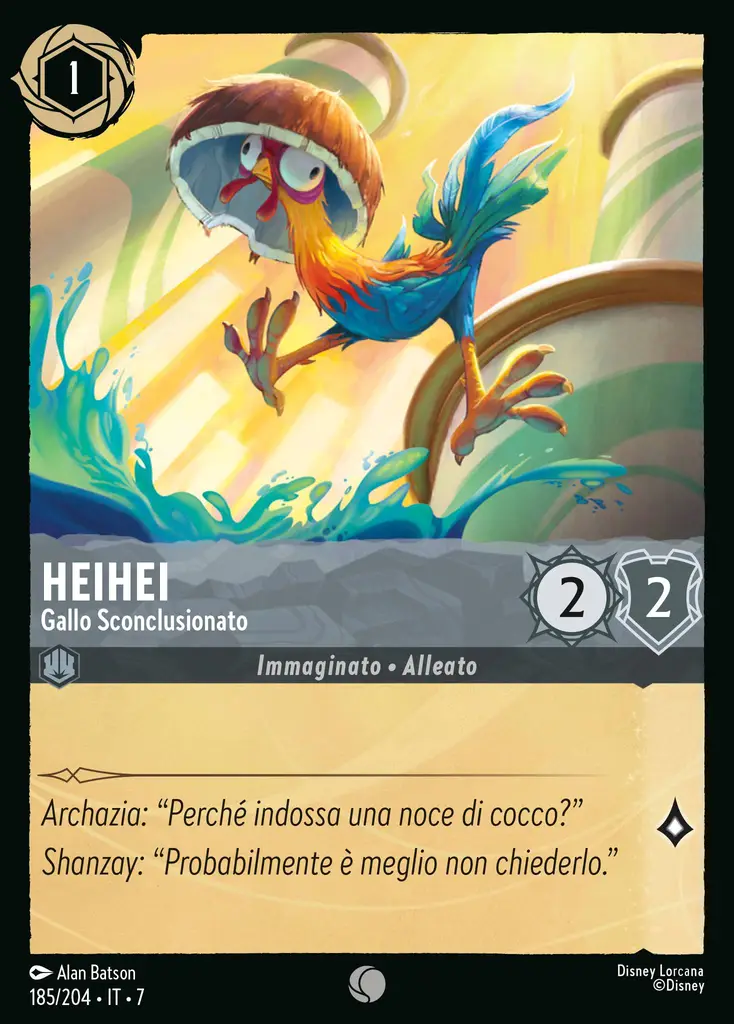 1
HEIHEI
Gallo Sconclusionato
2
2
Immaginato • Alleato
Archazia: “Perché indossa una noce di cocco?”
Shanzay: “Probabilmente è meglio non chiederlo.”
Alan Batson
185/204 • IT • 7
Disney Lorcana
©Disney